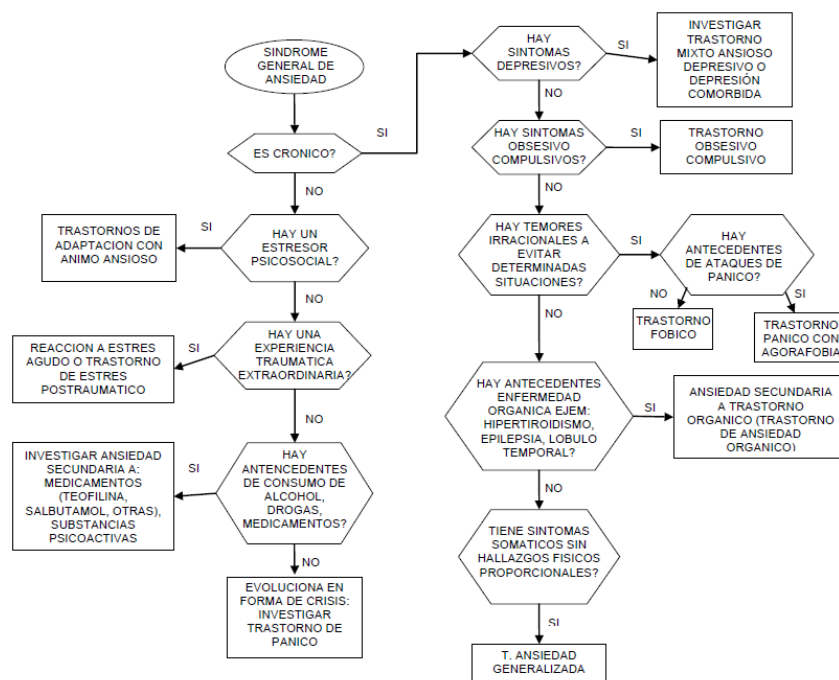 SINDROME
GENERAL DE
ANSIEDAD
ES CRONICO?
SI
NO
HAY UN
ESTRESOR
PSICOSOCIAL?
SI
TRASTORNOS DE
ADAPTACION CON
ANIMO ANSIOSO
NO
HAY UNA
EXPERIENCIA
TRAUMATICA
EXTRAORDINARIA?
SI
REACCION A ESTRES
AGUDO O TRASTORNO
DE ESTRES
POSTRAUMATICO
NO
HAY
ANTENCEDENTES
DE CONSUMO DE
ALCOHOL,
DROGAS,
MEDICAMENTOS?
SI
INVESTIGAR ANSIEDAD
SECUNDARIA A:
MEDICAMENTOS
(TEOFILINA,
SALBUTAMOL, OTRAS),
SUBSTANCIAS
PSICOACTIVAS
NO
EVOLUCIONA EN
FORMA DE CRISIS:
INVESTIGAR
TRASTORNO DE
PANICO
HAY
SINTOMAS
DEPRESIVOS?
SI
INVESTIGAR
TRASTORNO
MIXTO ANSIOSO
DEPRESIVO O
DEPRESIÓN
COMORBIDA
NO
HAY SINTOMAS
OBSESIVO
COMPULSIVOS?
SI
TRASTORNO
OBSESIVO
COMPULSIVO
NO
HAY TEMORES
IRRACIONALES A
EVITAR
DETERMINADAS
SITUACIONES?
SI
HAY
ANTECEDENTES
DE ATAQUES DE
PANICO?
NO
TRASTORNO
FOBICO
SI
TRASTORNO
PANICO CON
AGORAFOBIA
NO
HAY ANTECEDENTES
ENFERMEDAD
ORGANICA EJEM:
HIPERTIROIDISMO,
EPILEPSIA, LOBULO
TEMPORAL?
SI
ANSIEDAD SECUNDARIA
A TRASTORNO
ORGANICO (TRASTORNO
DE ANSIEDAD
ORGANICO)
NO
TIENE SINTOMAS
SOMATICOS SIN
HALLAZGOS FISICOS
PROPORCIONALES?
SI
T. ANSIEDAD
GENERALIZADA